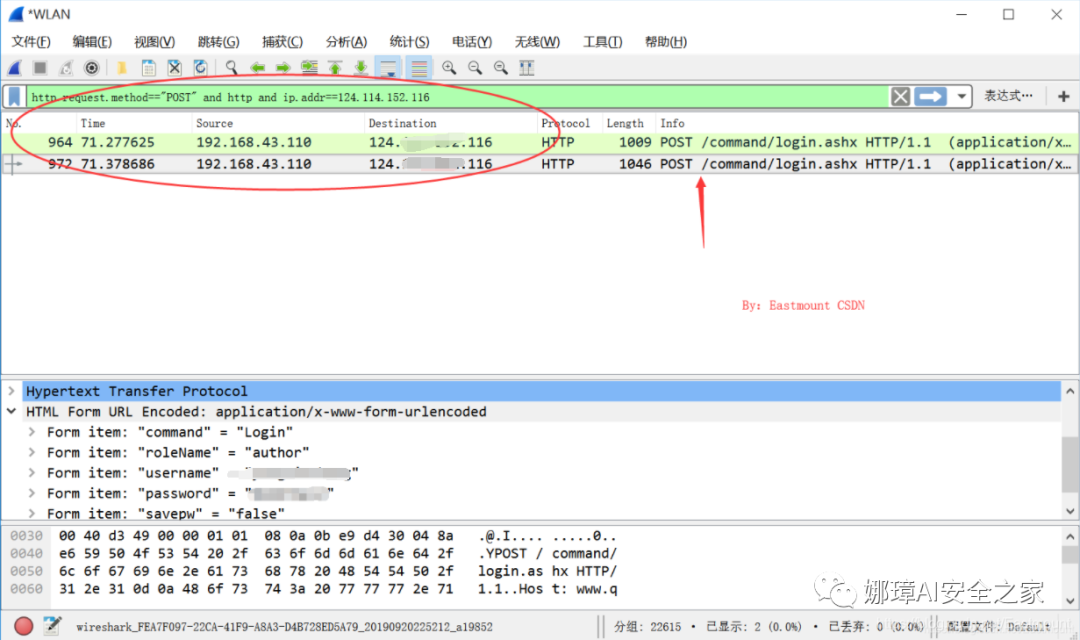 *WLAN
文件(F) 编辑(E) 视图(V) 跳转(G) 捕获(C) 分析(A) 统计(S) 电话(Y) 无线(W) 工具(T) 帮助(H)
http.request.method=="POST" and http and ip.addr==124.114.152.116 表达式…
No. Time Source Destination Protocol Length Info
964 71.277625 192.168.43.110 124. 2.116 HTTP 1009 POST /command/login.ashx HTTP/1.1 (application/x…
972 71.378686 192.168.43.110 124. .116 HTTP 1046 POST /command/login.ashx HTTP/1.1 (application/x…
By: Eastmount CSDN
Hypertext Transfer Protocol
HTML Form URL Encoded: application/x-www-form-urlencoded
Form item: "command" = "Login"
Form item: "roleName" = "author"
Form item: "username"
Form item: "password" = "
Form item: "savepw" = "false"
0030 00 40 d3 49 00 00 01 01 08 0a 0b e9 d4 30 04 8a .@.I.... .....0..
0040 e6 59 50 4f 53 54 20 2f 63 6f 6d 6d 61 6e 64 2f .YPOST / command/
0050 6c 6f 67 69 6e 2e 61 73 68 78 20 48 54 54 50 2f login.as hx HTTP/
0060 31 2e 31 0d 0a 48 6f 73 74 3a 20 77 77 77 2e 71 1.1..Hos t: www.q
娜璋AI安全之家
wireshark_FEA7F097-22CA-41F9-A8A3-D4B728ED5A79_20190920225212_a19852 分组: 22615 · 已显示: 2 (0.0%) · 已丢弃: 0 (0.0%) 配置文件: Default